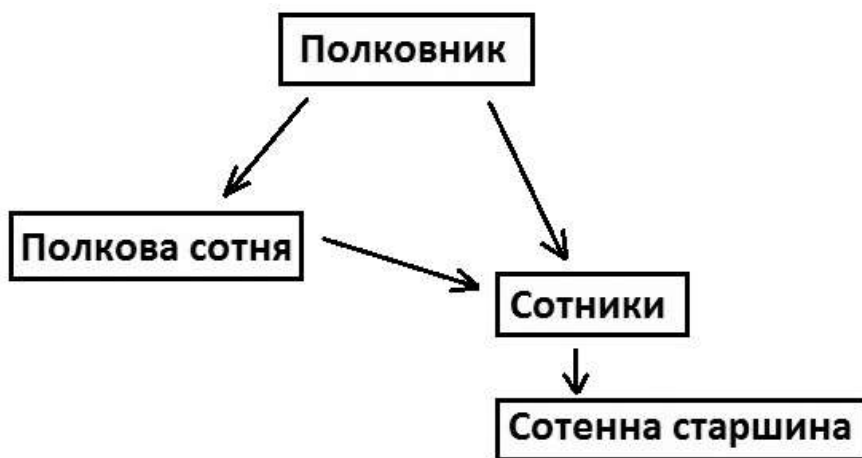 Полковник
Полкова сотня
Сотники
Сотенна старшина